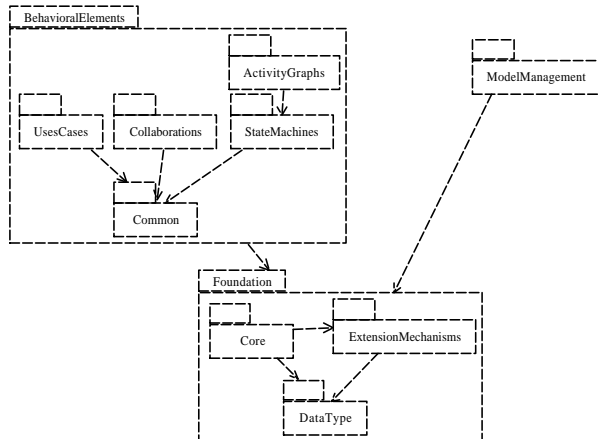 BehavioralElements
ActivityGraphs
ModelManagement
UsesCases
Collaborations
StateMachines
Common
Foundation
Core
ExtensionMechanisms
DataType